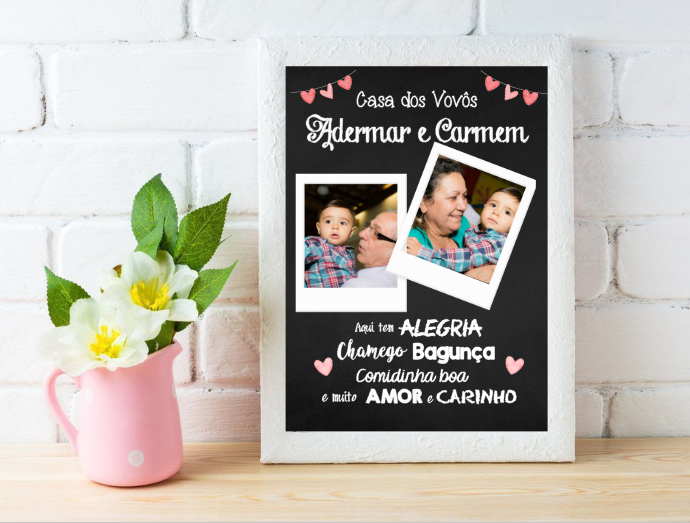 Casa dos Vovôs
Adermar e Carmem
Aqui tem ALEGRIA
Chamego Bagunça
Comidinha boa
e muito AMOR e CARINHO